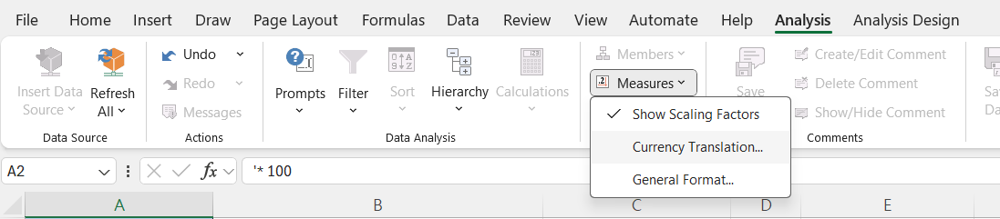 File Home Insert Draw Page Layout Formulas Data Review View Automate Help Acrobat Analysis Analysis Design
Insert Data
Source
Refresh
All
Undo
Redo
Messages
Prompts
Filter
Sort
Hierarchy
Calculations
Members
Measures
Show Scaling Factors
Currency Translation...
General Format...
Save
Create/Edit Comment
Delete Comment
Show/Hide Comment
Data Source Actions Data Analysis Comments
A2 fx '* 100
A B C D E